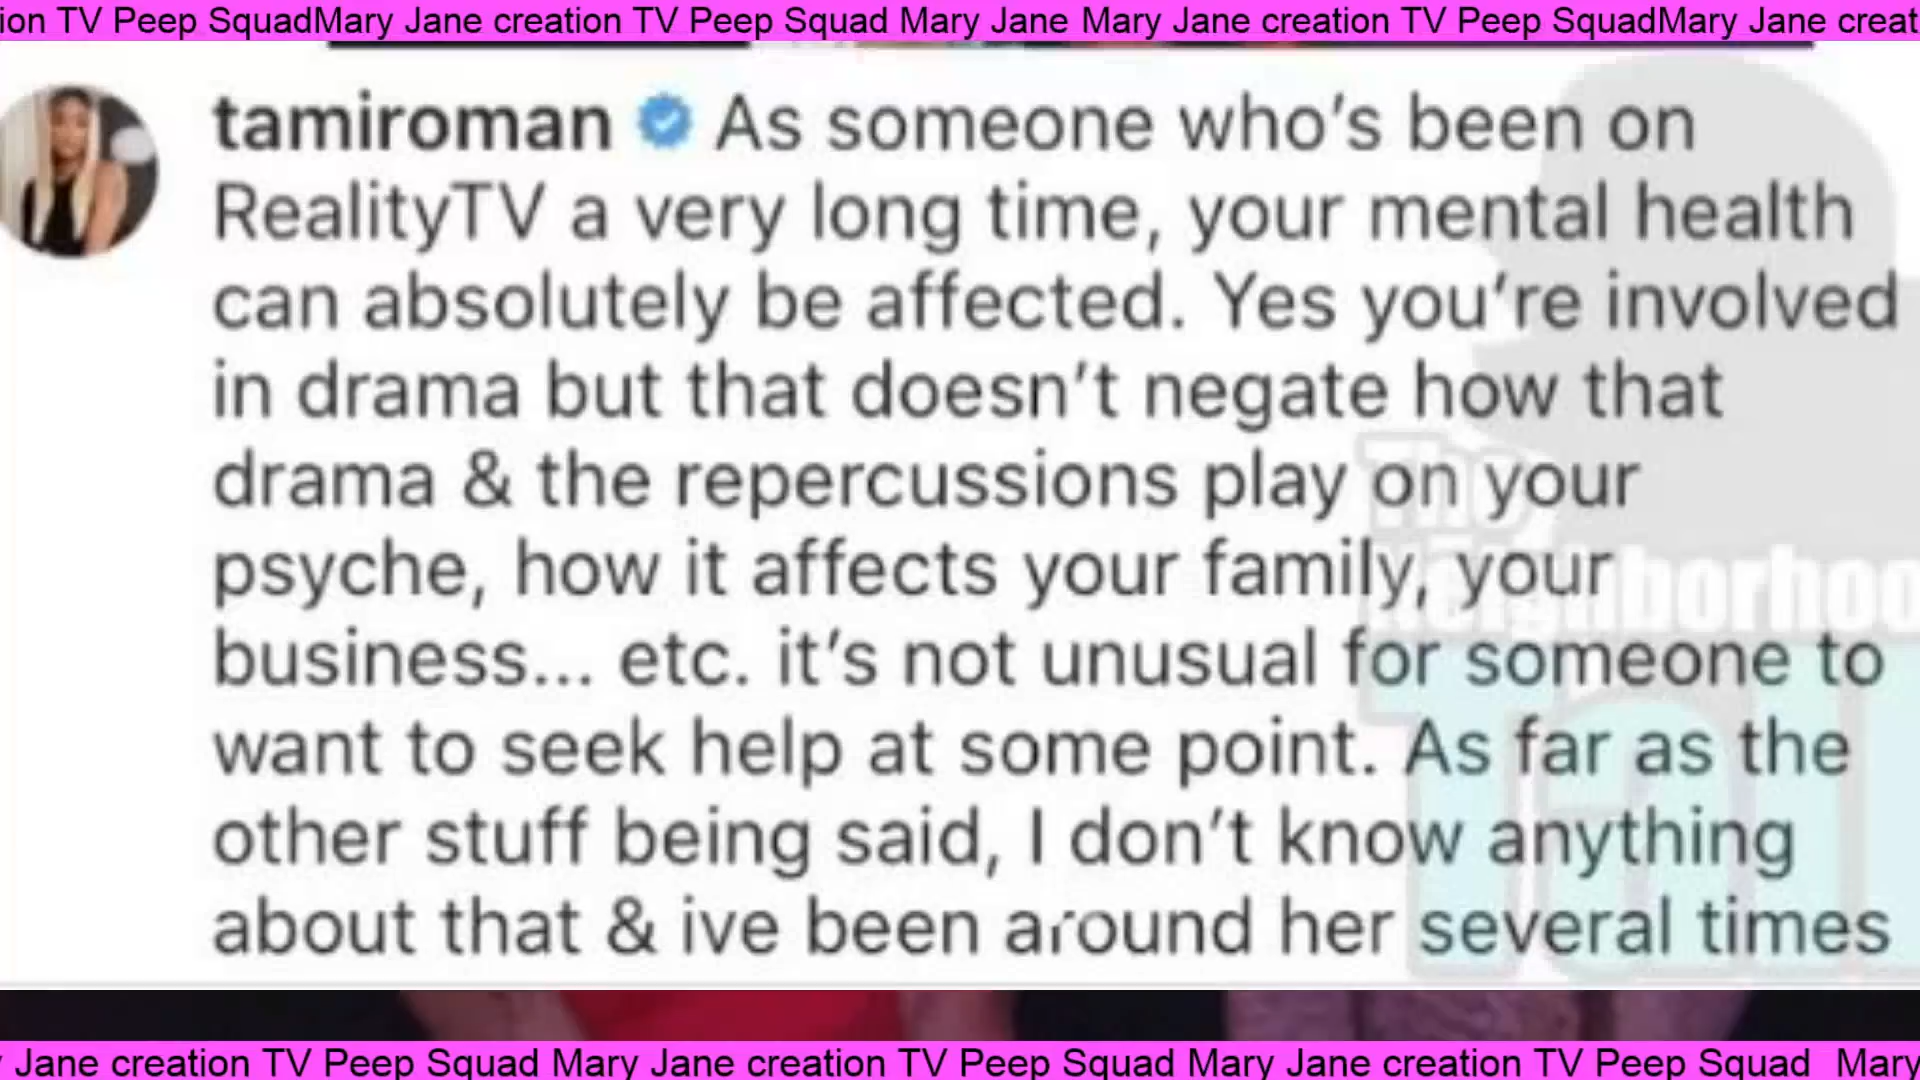 ion TV Peep SquadMary Jane creation TV Peep Squad Mary Jane Mary Jane creation TV Peep SquadMary Jane creat
tamiroman As someone who's been on
RealityTV a very long time, your mental health
can absolutely be affected. Yes you're involved
in drama but that doesn't negate how that
drama & the repercussions play on your
psyche, how it affects your family, your
business... etc. it's not unusual for someone to
want to seek help at some point. As far as the
other stuff being said, I don't know anything
about that & ive been around her several times
The
Neighborhoo
Tal
y Jane creation TV Peep Squad Mary Jane creation TV Peep Squad Mary Jane creation TV Peep Squad Mary